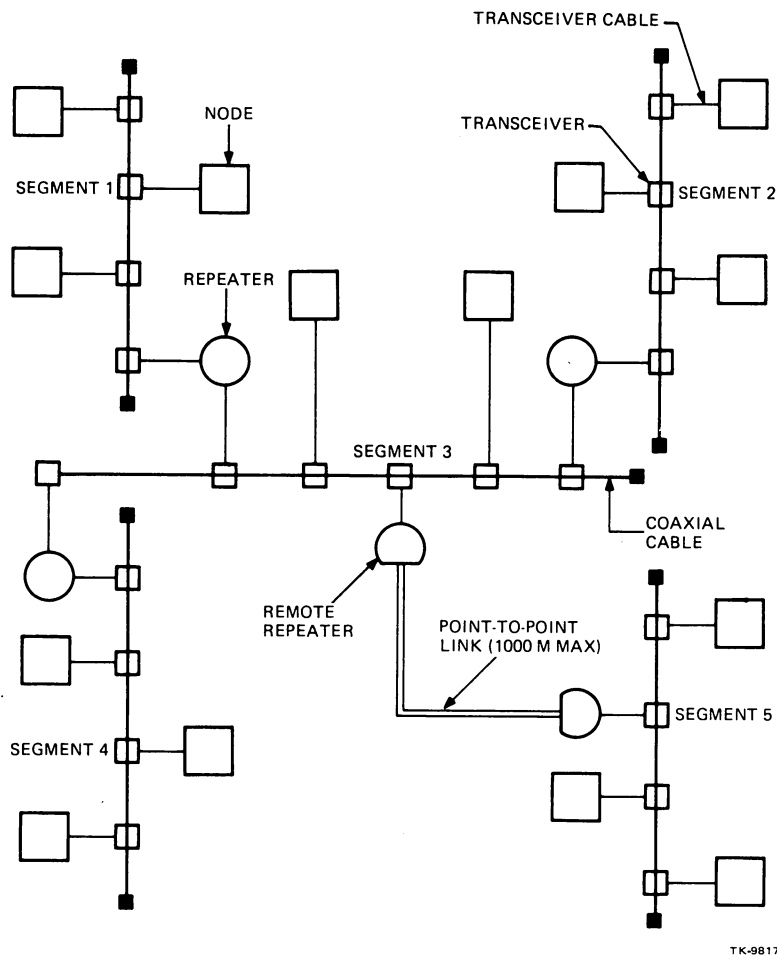 TRANSCEIVER CABLE
NODE
TRANSCEIVER
SEGMENT 1
SEGMENT 2
REPEATER
SEGMENT 3
COAXIAL
CABLE
REMOTE
REPEATER
POINT-TO-POINT
LINK (1000 M MAX)
SEGMENT 5
SEGMENT 4
TK-9817